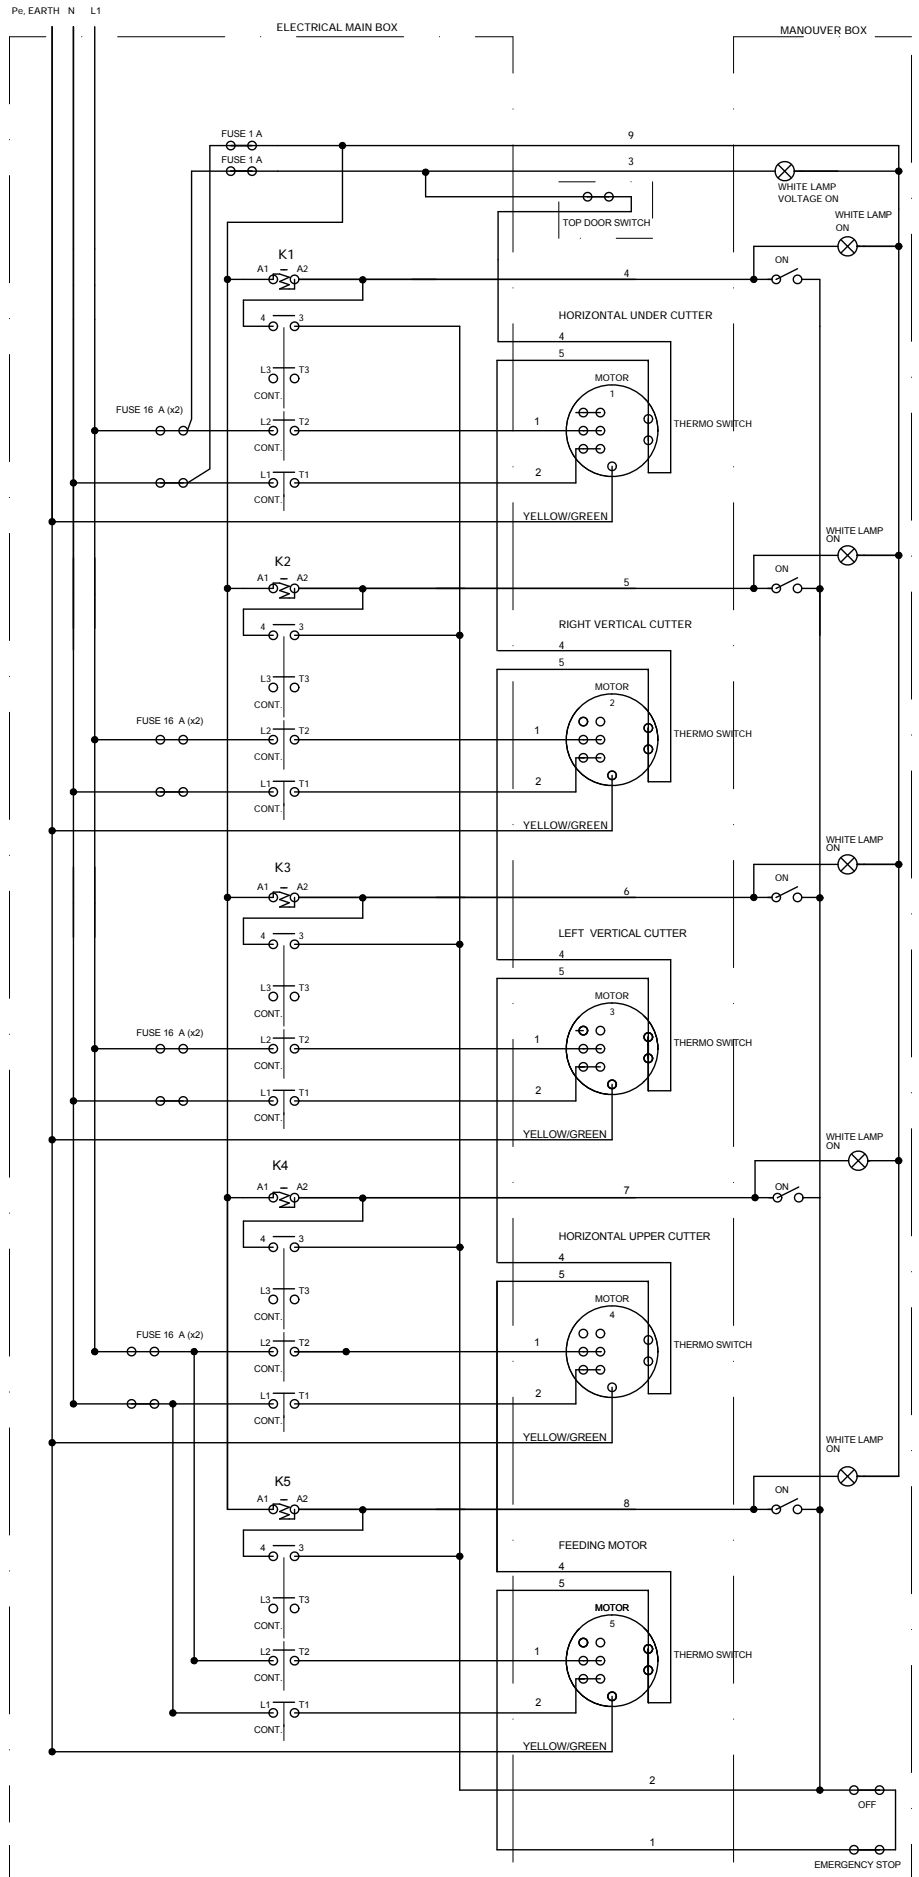 Pe, EARTH N L1
ELECTRICAL MAIN BOX
MANOUVER BOX
FUSE 1 A
9
FUSE 1 A
3
WHITE LAMP
VOLTAGE ON
TOP DOOR SWITCH
WHITE LAMP
ON
K1
A1 A2
4
ON
4 3
HORIZONTAL UNDER CUTTER
4
5
L3 T3
CONT.
MOTOR
1
FUSE 16 A (x2)
L2 T2
CONT.
1
THERMO SWITCH
L1 T1
CONT.
2
YELLOW/GREEN
WHITE LAMP
ON
K2
A1 A2
5
ON
4 3
RIGHT VERTICAL CUTTER
4
5
L3 T3
CONT.
MOTOR
2
FUSE 16 A (x2)
L2 T2
CONT.
1
THERMO SWITCH
L1 T1
CONT.
2
YELLOW/GREEN
WHITE LAMP
ON
K3
A1 A2
6
ON
4 3
LEFT VERTICAL CUTTER
4
5
L3 T3
CONT.
MOTOR
3
FUSE 16 A (x2)
L2 T2
CONT.
1
THERMO SWITCH
L1 T1
CONT.
2
YELLOW/GREEN
WHITE LAMP
ON
K4
A1 A2
7
ON
4 3
HORIZONTAL UPPER CUTTER
4
5
L3 T3
CONT.
MOTOR
4
FUSE 16 A (x2)
L2 T2
CONT.
1
THERMO SWITCH
L1 T1
CONT.
2
YELLOW/GREEN
WHITE LAMP
ON
K5
A1 A2
8
ON
4 3
FEEDING MOTOR
4
5
L3 T3
CONT.
MOTOR
5
L2 T2
CONT.
1
THERMO SWITCH
L1 T1
CONT.
2
YELLOW/GREEN
2
OFF
1
EMERGENCY STOP